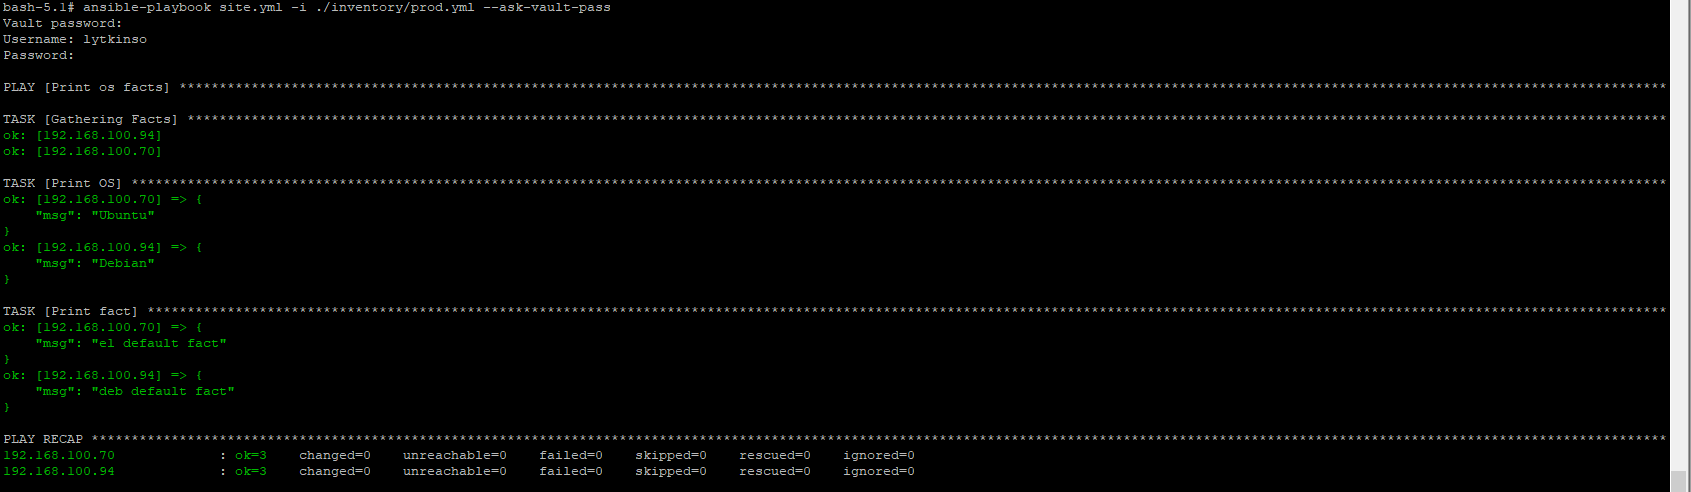 bash-5.1# ansible-playbook site.yml -i ./inventory/prod.yml --ask-vault-pass
Vault password:
Username: lytkinso
Password:
PLAY [Print os facts] ******************************************************************************************************************************************************************************************
TASK [Gathering Facts] *****************************************************************************************************************************************************************************************
ok: [192.168.100.94]
ok: [192.168.100.70]
TASK [Print OS] ************************************************************************************************************************************************************************************************
ok: [192.168.100.70] => {
    "msg": "Ubuntu"
}
ok: [192.168.100.94] => {
    "msg": "Debian"
}
TASK [Print fact] **********************************************************************************************************************************************************************************************
ok: [192.168.100.70] => {
    "msg": "el default fact"
}
ok: [192.168.100.94] => {
    "msg": "deb default fact"
}
PLAY RECAP *****************************************************************************************************************************************************************************************************
192.168.100.70             : ok=3    changed=0    unreachable=0    failed=0    skipped=0    rescued=0    ignored=0
192.168.100.94             : ok=3    changed=0    unreachable=0    failed=0    skipped=0    rescued=0    ignored=0